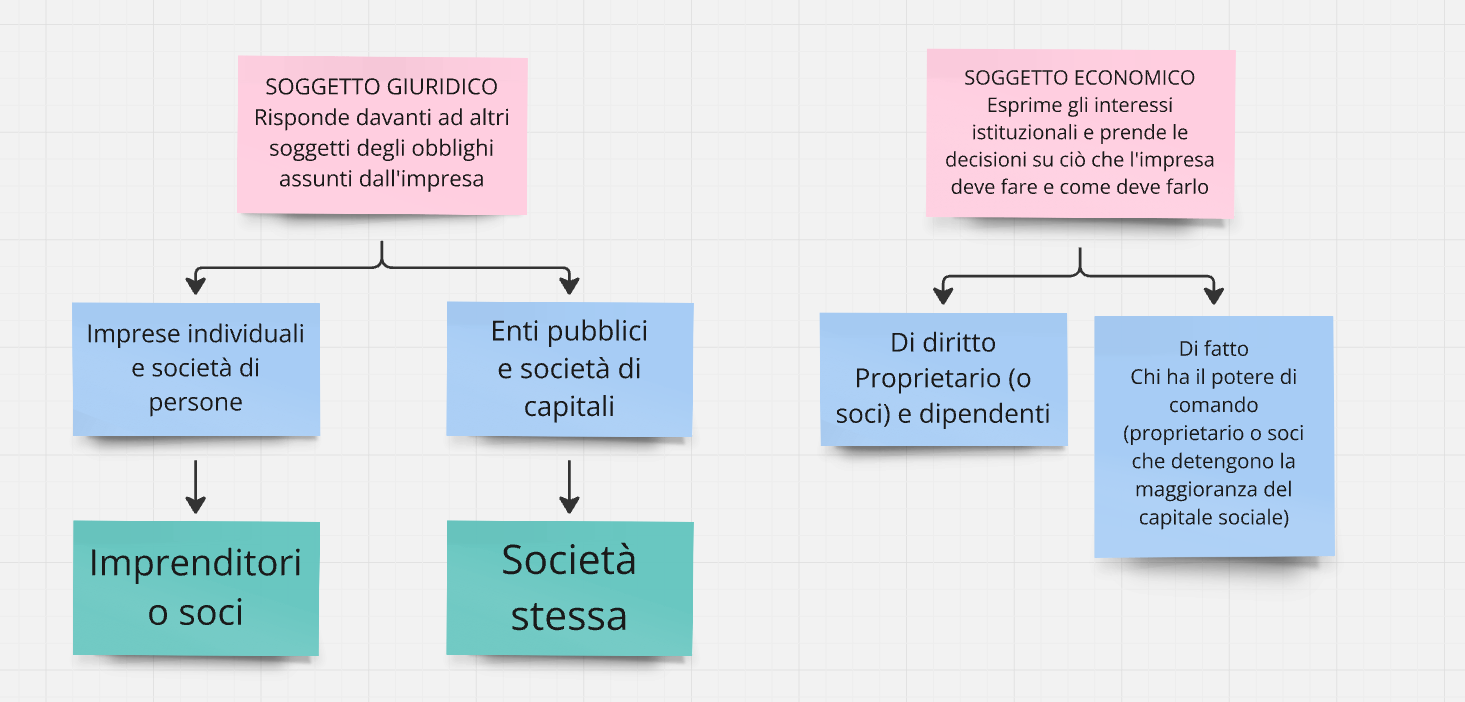 SOGGETTO GIURIDICO
Risponde davanti ad altri
soggetti degli obblighi
assunti dall'impresa
SOGGETTO ECONOMICO
Esprime gli interessi
istituzionali e prende le
decisioni su ciò che l'impresa
deve fare e come deve farlo
Imprese individuali
e società di
persone
Enti pubblici
e società di
capitali
Di diritto
Proprietario (o
soci) e dipendenti
Di fatto
Chi ha il potere di
comando
(proprietario o soci
che detengono la
maggioranza del
capitale sociale)
Imprenditori
o soci
Società
stessa